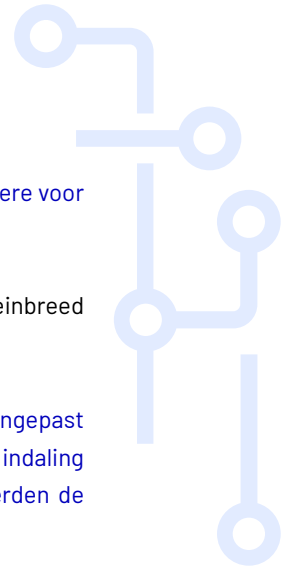 ere voor
einbreed
ngepast
indaling
rden de